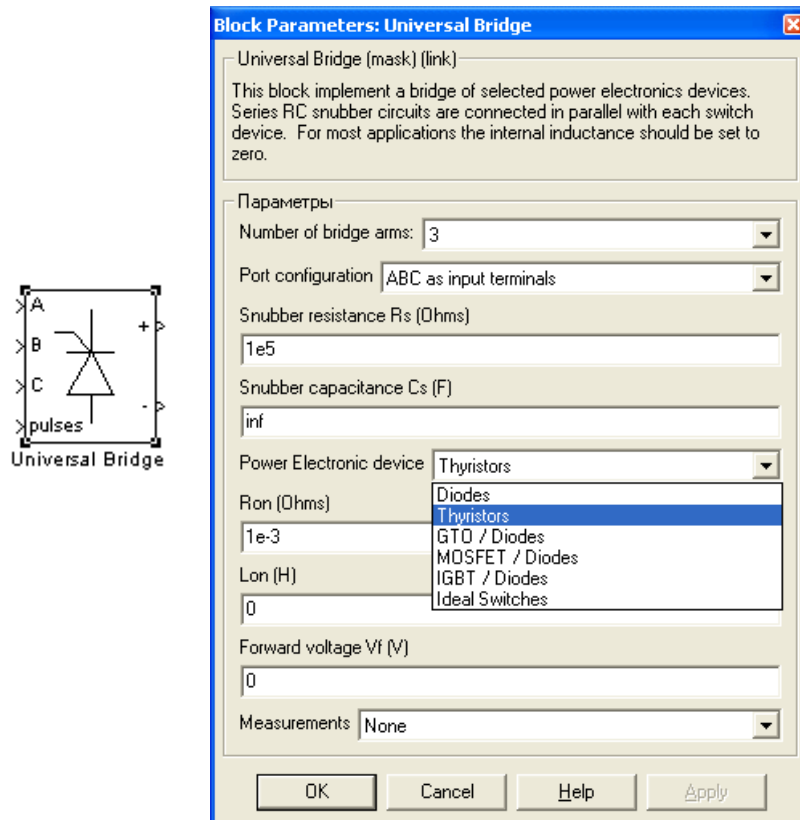 Block Parameters: Universal Bridge
Universal Bridge (mask) (link)
This block implement a bridge of selected power electronics devices.
Series RC snubber circuits are connected in parallel with each switch
device. For most applications the internal inductance should be set to
zero.
Параметры
Number of bridge arms: 3
Port configuration ABC as input terminals
Snubber resistance Rs (Ohms)
1e5
Snubber capacitance Cs (F)
inf
Power Electronic device Thyristors
Diodes
Thyristors
GTO / Diodes
MOSFET / Diodes
IGBT / Diodes
Ideal Switches
Ron (Ohms)
1e-3
Lon (H)
0
Forward voltage Vf (V)
0
Measurements None
OK Cancel Help Apply
A
+
B
C
-
pulses
Universal Bridge